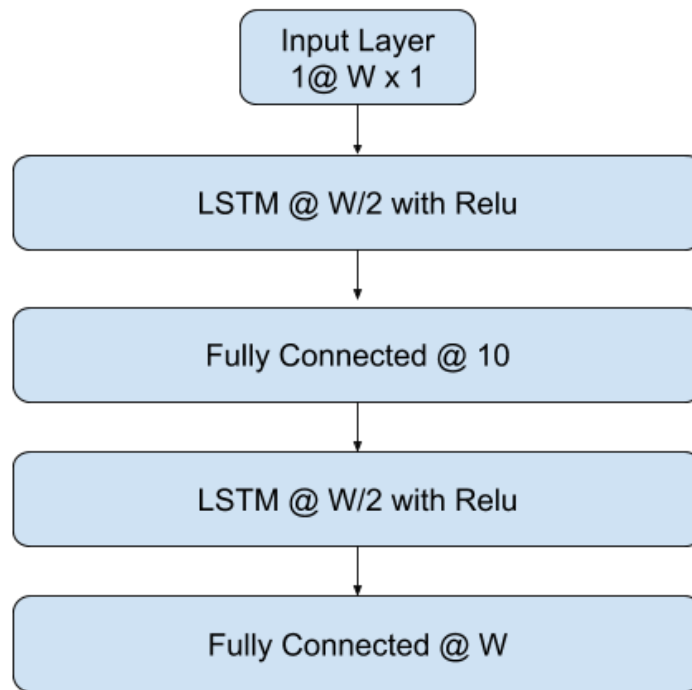 Input Layer
1@ W x 1
LSTM @ W/2 with Relu
Fully Connected @ 10
LSTM @ W/2 with Relu
Fully Connected @ W